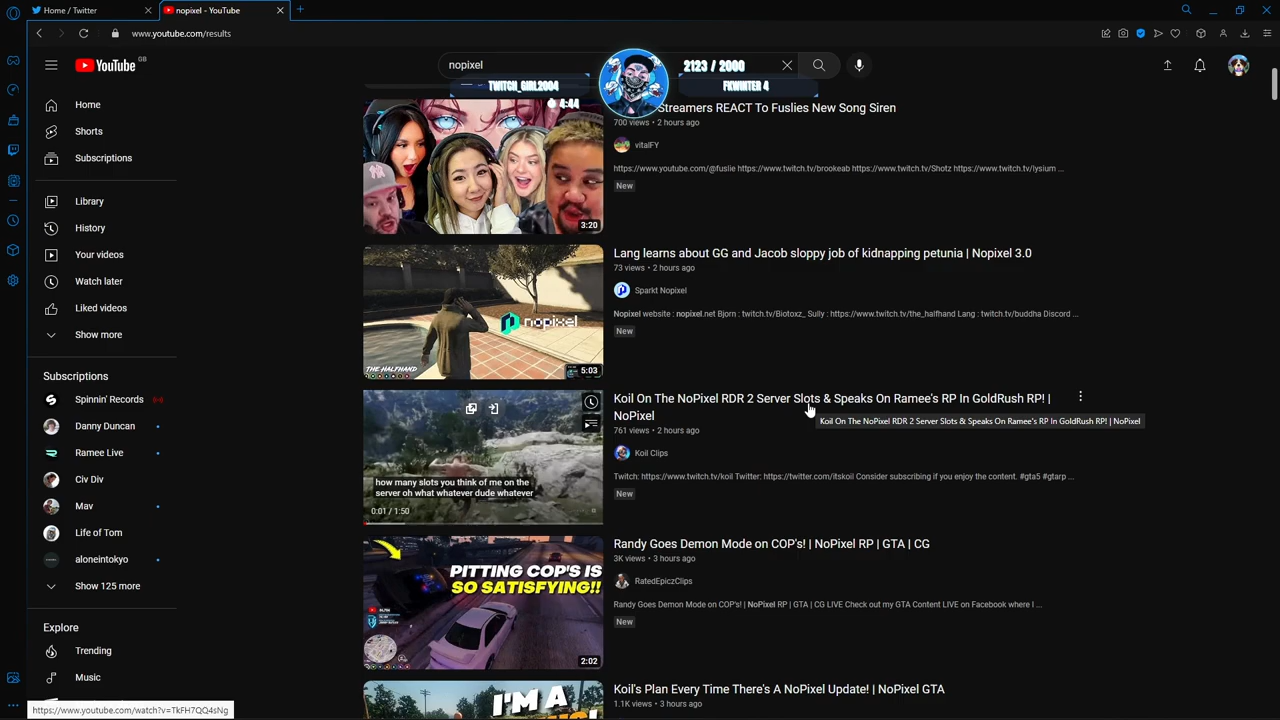 Home / Twitter
nopixel - YouTube
www.youtube.com/results
YouTube GB
nopixel
2123 / 2000
TWITCH_GIRL2004
FKWINTER 4
4:44
Home
Shorts
Subscriptions
Library
History
Your videos
Watch later
Liked videos
Show more
Subscriptions
Spinnin' Records
Danny Duncan
Ramee Live
Civ Div
Mav
Life of Tom
aloneintokyo
Show 125 more
Explore
Trending
Music
Streamers REACT To Fuslies New Song Siren
700 views • 2 hours ago
vitalFY
https://www.youtube.com/@fuslie https://www.twitch.tv/brookeab https://www.twitch.tv/Shotz https://www.twitch.tv/lysium ...
New
3:20
Lang learns about GG and Jacob sloppy job of kidnapping petunia | Nopixel 3.0
73 views • 2 hours ago
Sparkt Nopixel
Nopixel website : nopixel.net Bjorn : twitch.tv/Biotoxz_ Sully : https://www.twitch.tv/the_halfhand Lang : twitch.tv/buddha Discord ...
New
nopixel
THE HALFHAND
5:03
Koil On The NoPixel RDR 2 Server Slots & Speaks On Ramee's RP In GoldRush RP! |
NoPixel
Koil On The NoPixel RDR 2 Server Slots & Speaks On Ramee's RP In GoldRush RP! | NoPixel
761 views • 2 hours ago
Koil Clips
Twitch: https://www.twitch.tv/koil Twitter: https://twitter.com/itskoil Consider subscribing if you enjoy the content. #gta5 #gtarp ...
New
how many slots you think of me on the
server oh what whatever dude whatever
0:01 / 1:50
Randy Goes Demon Mode on COP's! | NoPixel RP | GTA | CG
3K views • 3 hours ago
RatedEpiczClips
Randy Goes Demon Mode on COP's! | NoPixel RP | GTA | CG LIVE Check out my GTA Content LIVE on Facebook where I ...
New
PITTING COP'S IS
SO SATISFYING!!
2:02
Koil's Plan Every Time There's A NoPixel Update! | NoPixel GTA
1.1K views • 3 hours ago
I'M A
https://www.youtube.com/watch?v=TkFH7QQ4sNg